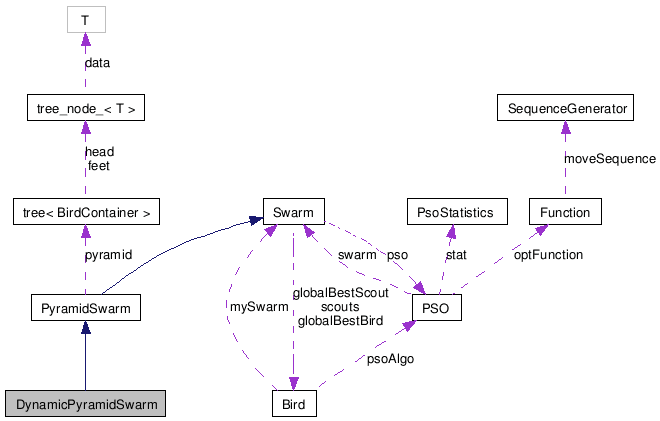 T
data
tree_node_< T >
SequenceGenerator
head
feet
moveSequence
tree< BirdContainer >
Swarm
PsoStatistics
Function
pyramid
swarm
pso
stat
optFunction
PyramidSwarm
mySwarm
globalBestScout
scouts
globalBestBird
PSO
psoAlgo
DynamicPyramidSwarm
Bird